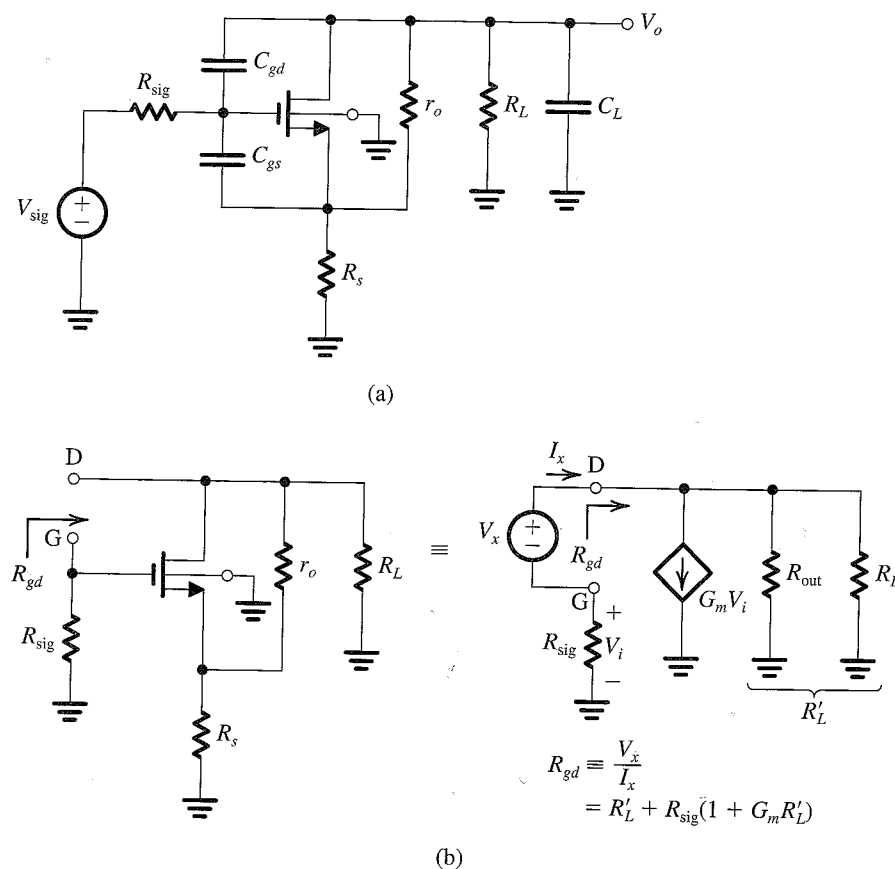 V_o
C_gd
R_sig
r_o
R_L
C_L
C_gs
V_sig
+
−
R_s
(a)
D
I_x
D
G
R_gd
r_o
R_L
≡
V_x
+
−
R_gd
G
+
G_m V_i
R_out
R_sig
R_sig
V_i
−
R'_L
R_s
R_gd ≡ V_x / I_x
= R'_L + R_sig(1 + G_m R'_L)
(b)